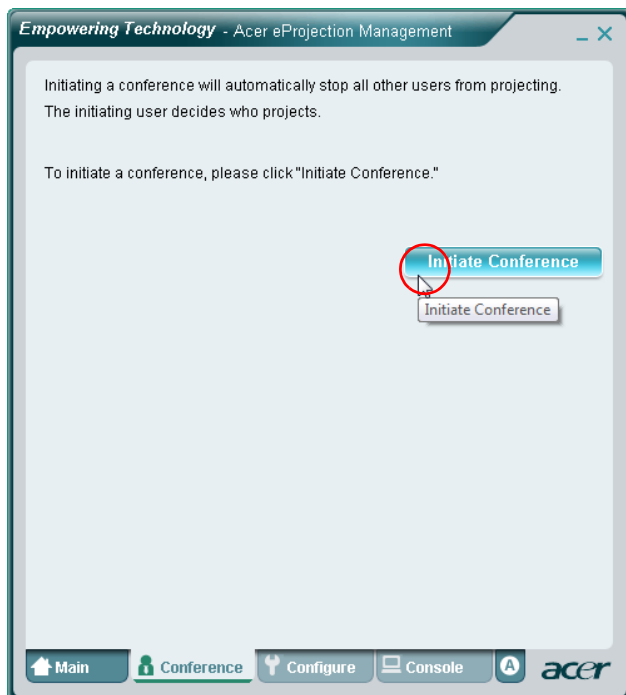 Empowering Technology - Acer eProjection Management
Initiating a conference will automatically stop all other users from projecting.
The initiating user decides who projects.
To initiate a conference, please click "Initiate Conference."
Initiate Conference
Initiate Conference
Main Conference Configure Console A acer